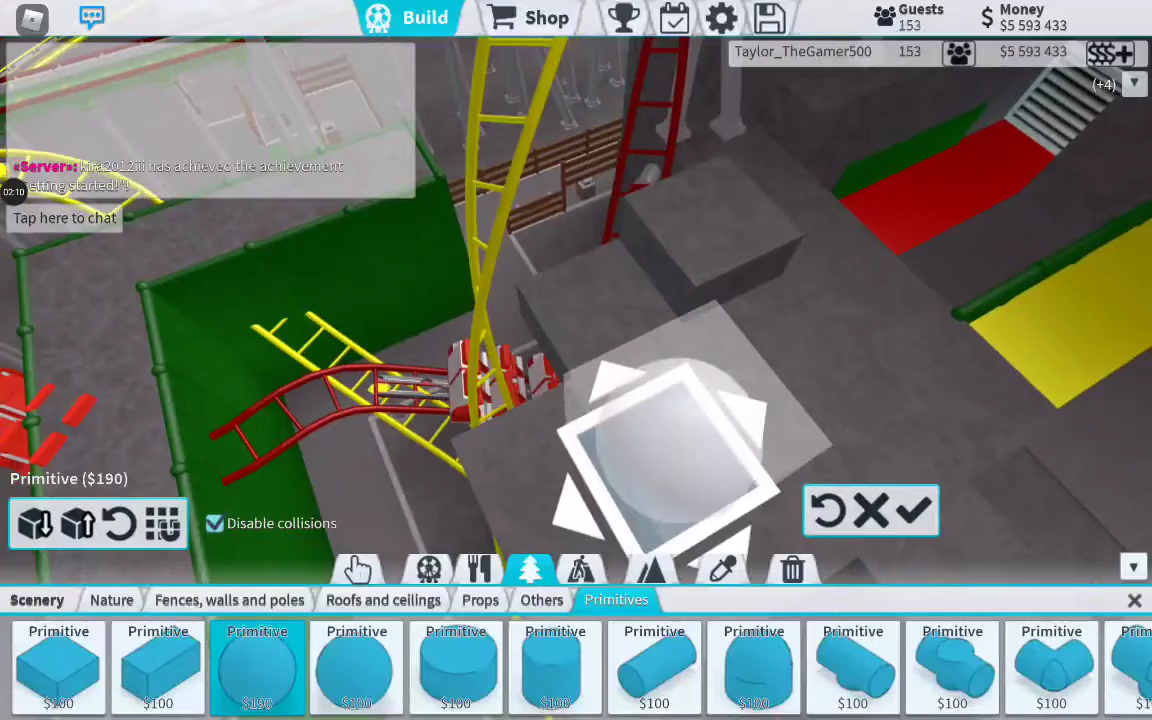 Build
Shop
Guests
153
Money
$5 593 433
Taylor_TheGamer500
153
$5 593 433
(+4)
«Server»: kira2012iii has achieved the achievement
etting started!"!
02:10
Tap here to chat
Primitive ($190)
Disable collisions
Scenery
Nature
Fences, walls and poles
Roofs and ceilings
Props
Others
Primitives
Primitive
$100
Primitive
$100
Primitive
$190
Primitive
$100
Primitive
$100
Primitive
$100
Primitive
$100
Primitive
$100
Primitive
$100
Primitive
$100
Primitive
$100